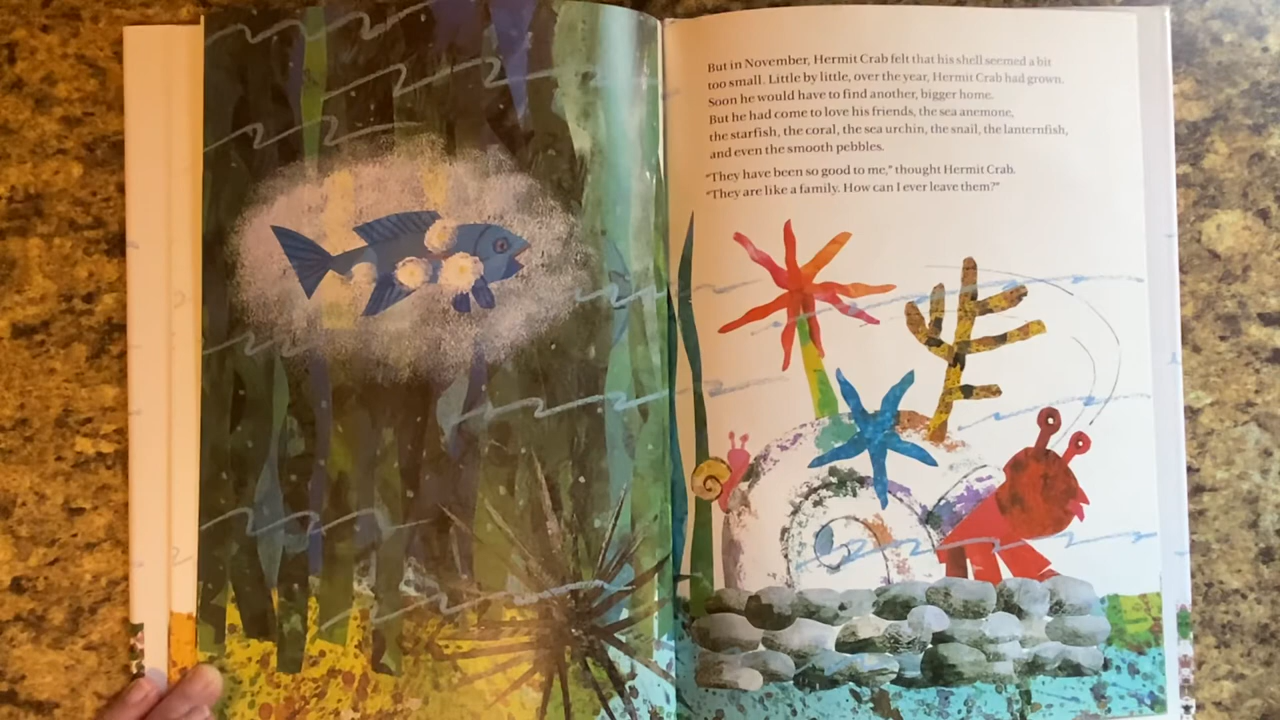 But in November, Hermit Crab felt that his shell seemed a bit
too small. Little by little, over the year, Hermit Crab had grown.
Soon he would have to find another, bigger home.
But he had come to love his friends, the sea anemone,
the starfish, the coral, the sea urchin, the snail, the lanternfish,
and even the smooth pebbles.
“They have been so good to me,” thought Hermit Crab.
“They are like a family. How can I ever leave them?”